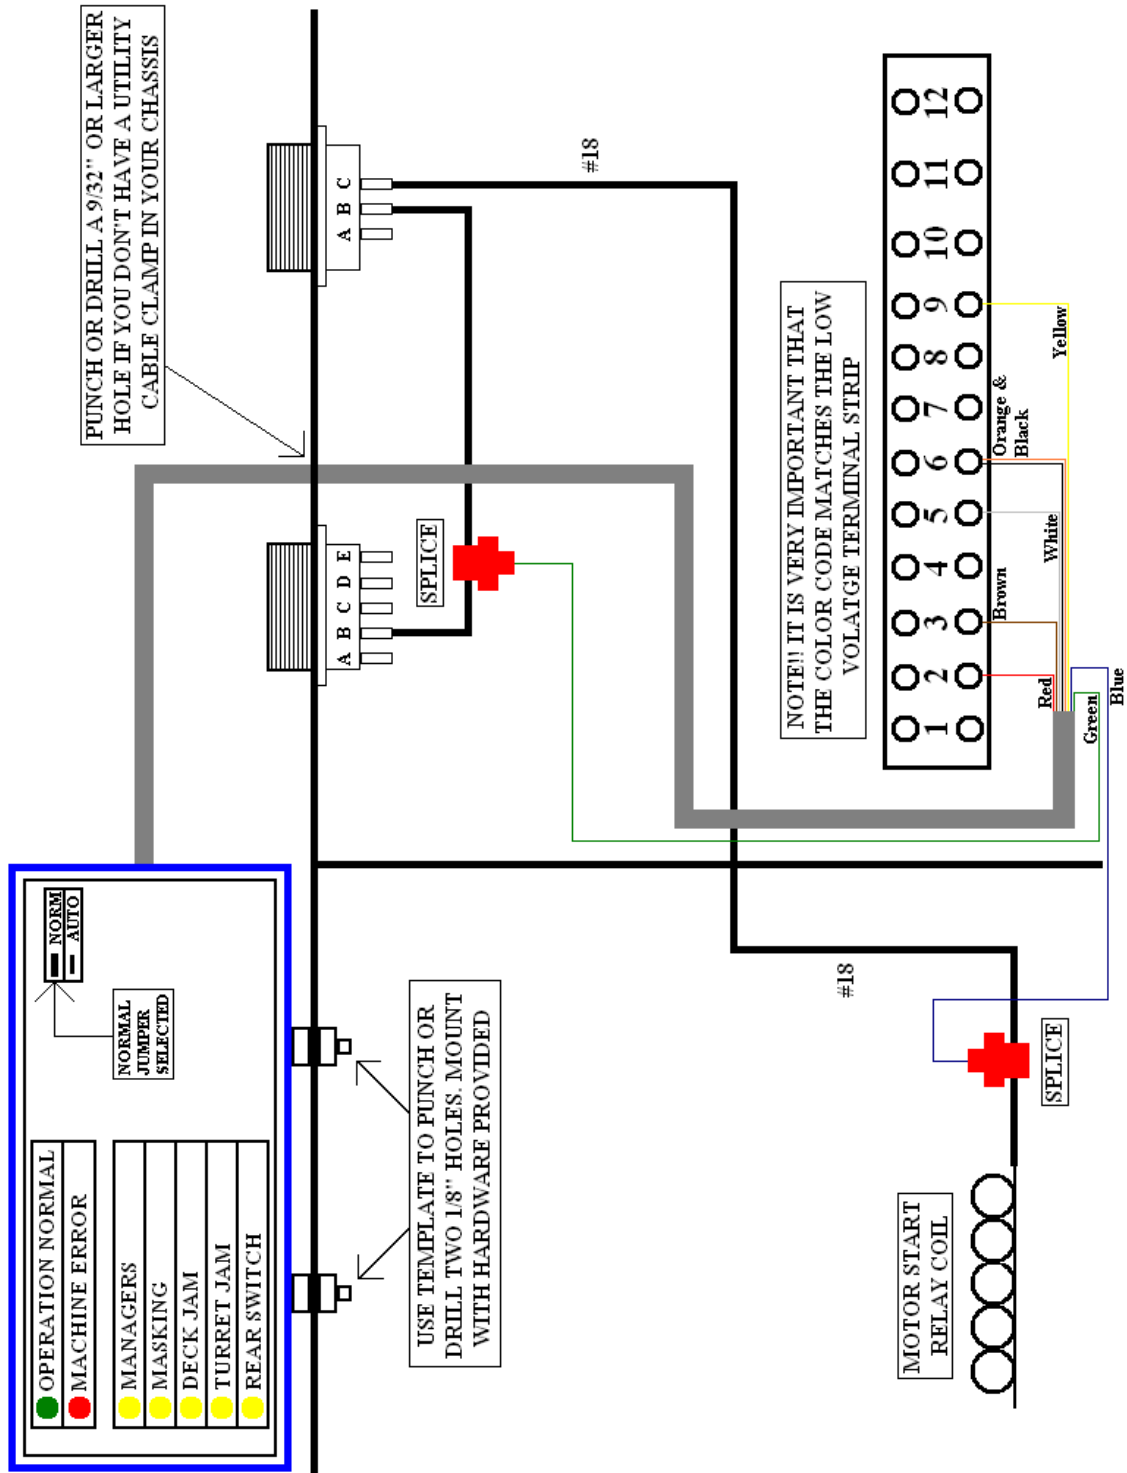 PUNCH OR DRILL A 9/32" OR LARGER
HOLE IF YOU DON'T HAVE A UTILITY
CABLE CLAMP IN YOUR CHASSIS
NORM
AUTO
NORMAL
JUMPER
SELECTED
OPERATION NORMAL
MACHINE ERROR
MANAGERS
MASKING
DECK JAM
TURRET JAM
REAR SWITCH
A B C D E
A B C
SPLICE
USE TEMPLATE TO PUNCH OR
DRILL TWO 1/8" HOLES. MOUNT
WITH HARDWARE PROVIDED
#18
NOTE!! IT IS VERY IMPORTANT THAT
THE COLOR CODE MATCHES THE LOW
VOLATGE TERMINAL STRIP
#18
1 2 3 4 5 6 7 8 9 10 11 12
MOTOR START
RELAY COIL
SPLICE
Red
Brown
White
Orange &
Black
Yellow
Green
Blue